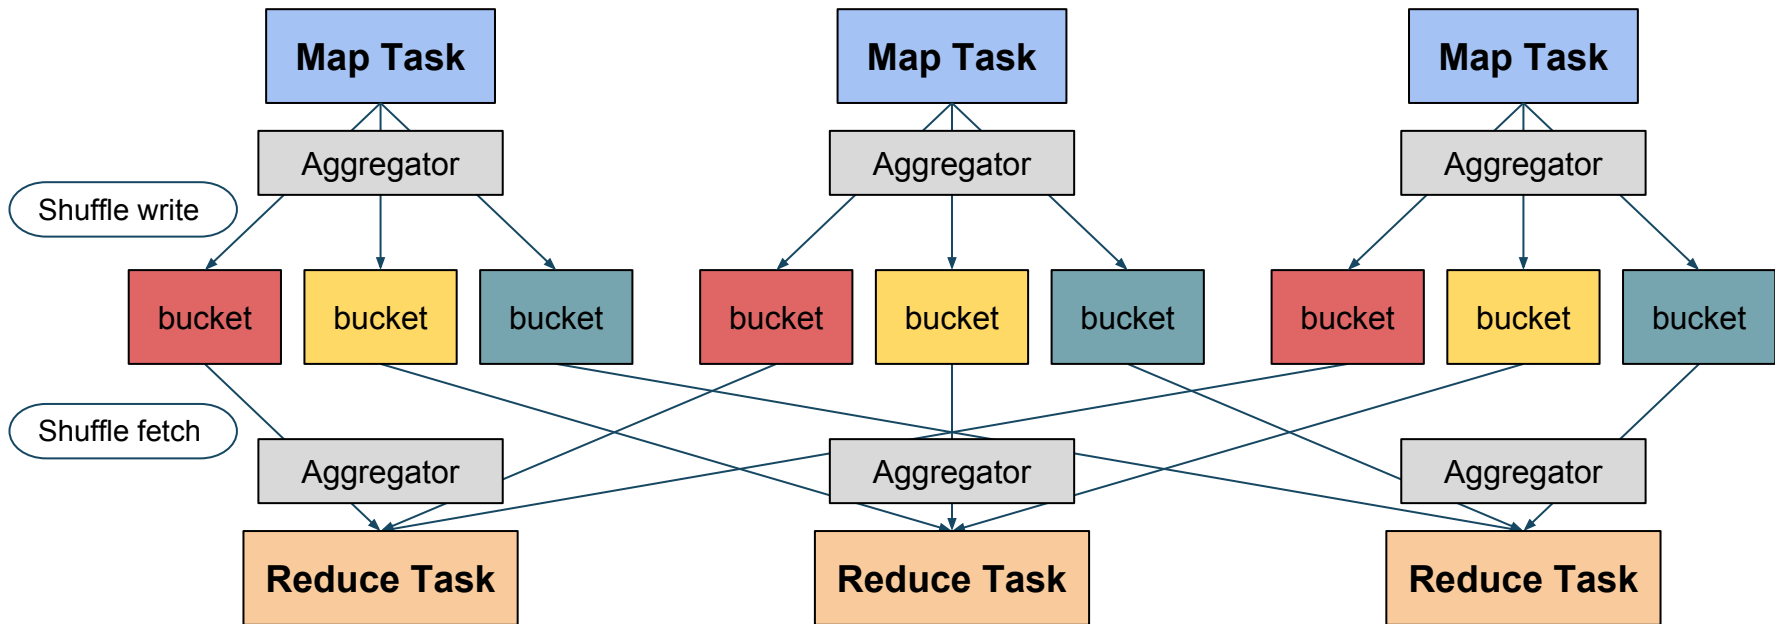 Map Task
Map Task
Map Task
Aggregator
Aggregator
Aggregator
Shuffle write
bucket
bucket
bucket
bucket
bucket
bucket
bucket
bucket
bucket
Shuffle fetch
Aggregator
Aggregator
Aggregator
Reduce Task
Reduce Task
Reduce Task